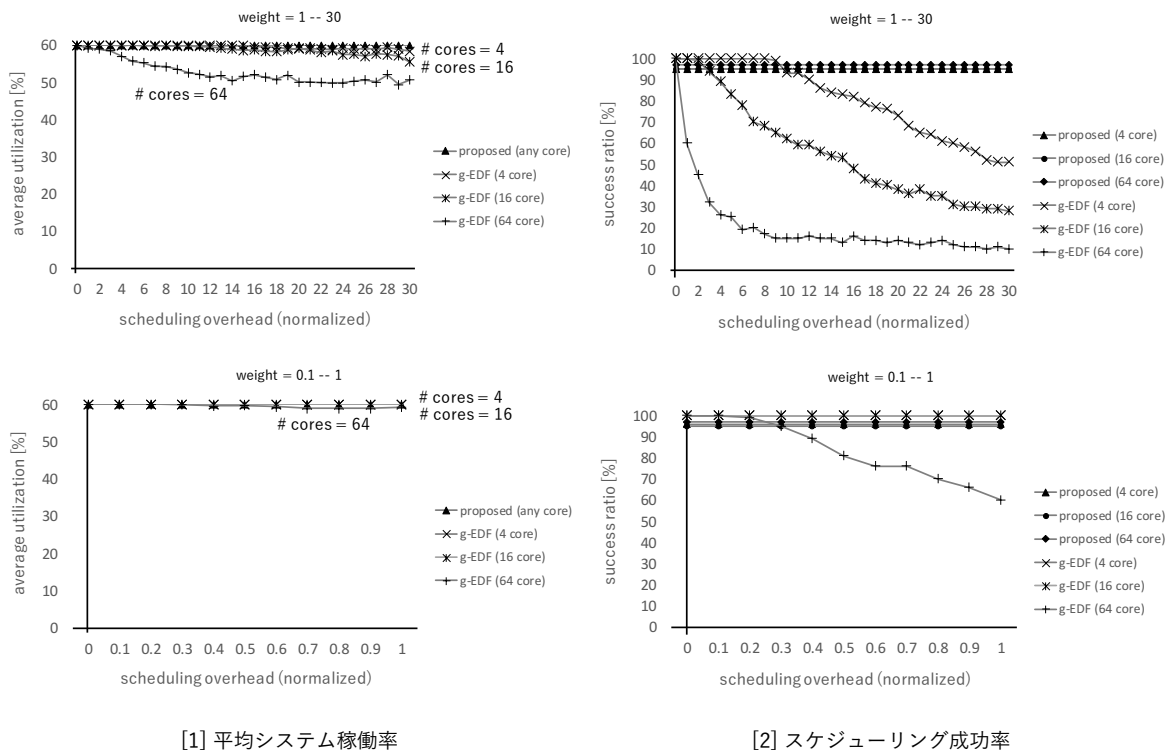 weight = 1 -- 30
average utilization [%]
60
50
40
30
20
10
0
0 2 4 6 8 10 12 14 16 18 20 22 24 26 28 30
scheduling overhead (normalized)
# cores = 4
# cores = 16
# cores = 64
proposed (any core)
g-EDF (4 core)
g-EDF (16 core)
g-EDF (64 core)
weight = 1 -- 30
success ratio [%]
100
90
80
70
60
50
40
30
20
10
0
0 2 4 6 8 10 12 14 16 18 20 22 24 26 28 30
scheduling overhead (normalized)
proposed (4 core)
proposed (16 core)
proposed (64 core)
g-EDF (4 core)
g-EDF (16 core)
g-EDF (64 core)
weight = 0.1 -- 1
average utilization [%]
60
50
40
30
20
10
0
0 0.1 0.2 0.3 0.4 0.5 0.6 0.7 0.8 0.9 1
scheduling overhead (normalized)
# cores = 4
# cores = 16
# cores = 64
proposed (any core)
g-EDF (4 core)
g-EDF (16 core)
g-EDF (64 core)
weight = 0.1 -- 1
success ratio [%]
100
90
80
70
60
50
40
30
20
10
0
0 0.1 0.2 0.3 0.4 0.5 0.6 0.7 0.8 0.9 1
scheduling overhead (normalized)
proposed (4 core)
proposed (16 core)
proposed (64 core)
g-EDF (4 core)
g-EDF (16 core)
g-EDF (64 core)
[1] 平均システム稼働率
[2] スケジューリング成功率